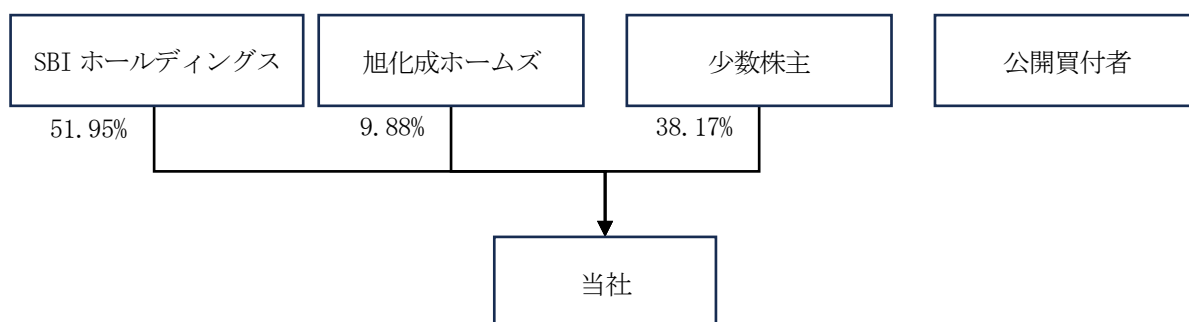 SBI ホールディングス
旭化成ホームズ
少数株主
公開買付者
51.95%
9.88%
38.17%
当社